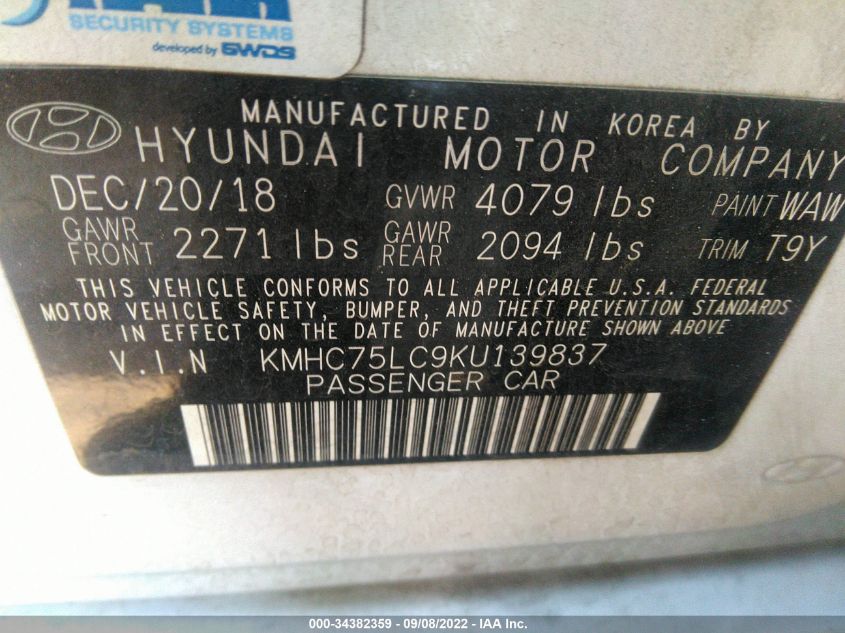 SECURITY SYSTEMS
developed by SWDS
MANUFACTURED IN KOREA BY
HYUNDAI MOTOR COMPANY
DEC/20/18 GVWR 4079 lbs PAINT WAW
GAWR FRONT 2271 lbs GAWR REAR 2094 lbs TRIM T9Y
THIS VEHICLE CONFORMS TO ALL APPLICABLE U.S.A. FEDERAL
MOTOR VEHICLE SAFETY, BUMPER, AND THEFT PREVENTION STANDARDS
IN EFFECT ON THE DATE OF MANUFACTURE SHOWN ABOVE
V.I.N KMHC75LC9KU139837
PASSENGER CAR
000-34382359 - 09/08/2022 - IAA Inc.